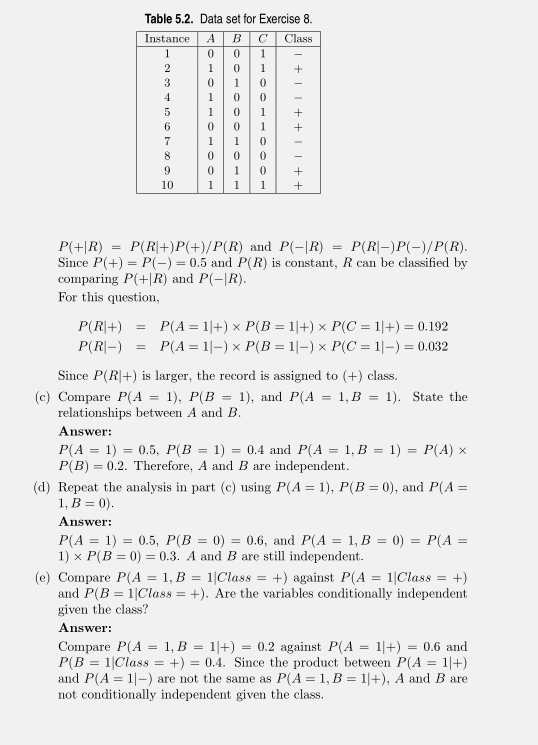 Table 5.2. Data set for Exercise 8.
Instance A B C Class
1 0 0 1 −
2 1 0 1 +
3 0 1 0 −
4 1 0 0 −
5 1 0 1 +
6 0 0 1 +
7 1 1 0 −
8 0 0 0 −
9 0 1 0 +
10 1 1 1 +
P(+|R) = P(R|+)P(+)/P(R) and P(−|R) = P(R|−)P(−)/P(R).
Since P(+) = P(−) = 0.5 and P(R) is constant, R can be classified by
comparing P(+|R) and P(−|R).
For this question,
P(R|+) = P(A = 1|+) × P(B = 1|+) × P(C = 1|+) = 0.192
P(R|−) = P(A = 1|−) × P(B = 1|−) × P(C = 1|−) = 0.032
Since P(R|+) is larger, the record is assigned to (+) class.
(c) Compare P(A = 1), P(B = 1), and P(A = 1, B = 1). State the
relationships between A and B.
Answer:
P(A = 1) = 0.5, P(B = 1) = 0.4 and P(A = 1, B = 1) = P(A) ×
P(B) = 0.2. Therefore, A and B are independent.
(d) Repeat the analysis in part (c) using P(A = 1), P(B = 0), and P(A =
1, B = 0).
Answer:
P(A = 1) = 0.5, P(B = 0) = 0.6, and P(A = 1, B = 0) = P(A =
1) × P(B = 0) = 0.3. A and B are still independent.
(e) Compare P(A = 1, B = 1|Class = +) against P(A = 1|Class = +)
and P(B = 1|Class = +). Are the variables conditionally independent
given the class?
Answer:
Compare P(A = 1, B = 1|+) = 0.2 against P(A = 1|+) = 0.6 and
P(B = 1|Class = +) = 0.4. Since the product between P(A = 1|+)
and P(A = 1|−) are not the same as P(A = 1, B = 1|+), A and B are
not conditionally independent given the class.